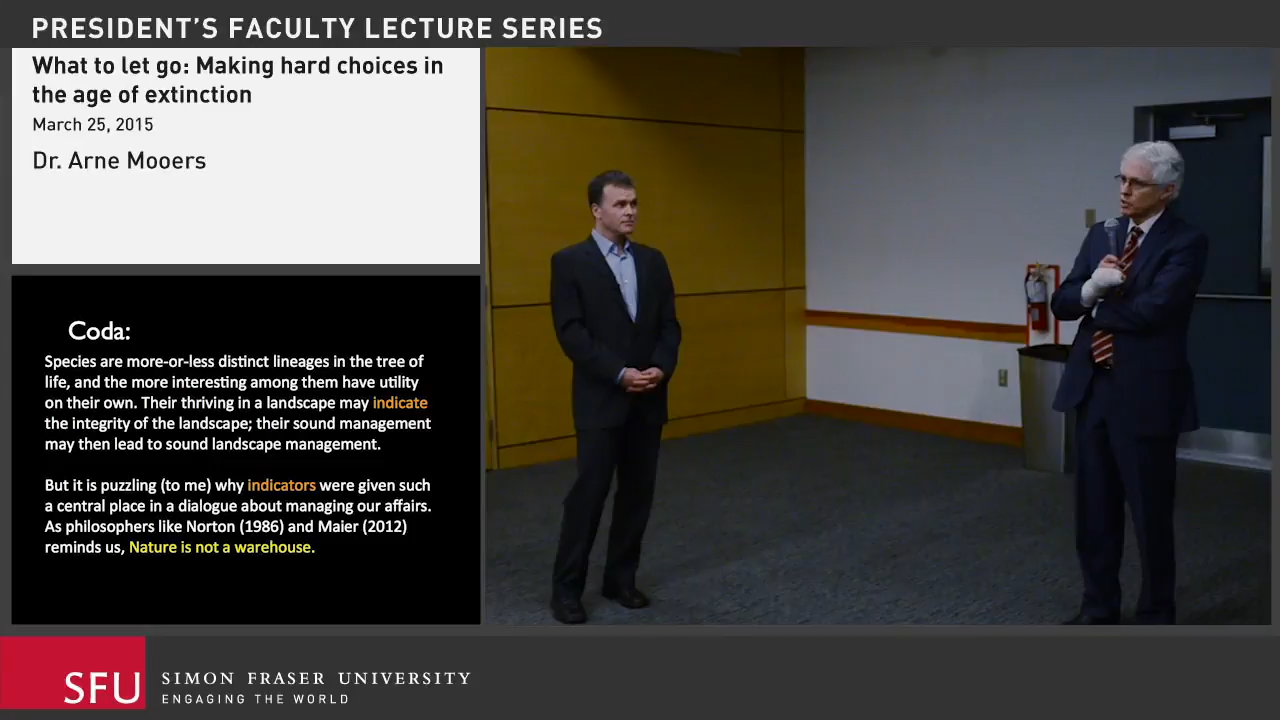 PRESIDENT'S FACULTY LECTURE SERIES
What to let go: Making hard choices in
the age of extinction
March 25, 2015
Dr. Arne Mooers
Coda:
Species are more-or-less distinct lineages in the tree of
life, and the more interesting among them have utility
on their own. Their thriving in a landscape may indicate
the integrity of the landscape; their sound management
may then lead to sound landscape management.
But it is puzzling (to me) why indicators were given such
a central place in a dialogue about managing our affairs.
As philosophers like Norton (1986) and Maier (2012)
reminds us, Nature is not a warehouse.
SFU
SIMON FRASER UNIVERSITY
ENGAGING THE WORLD